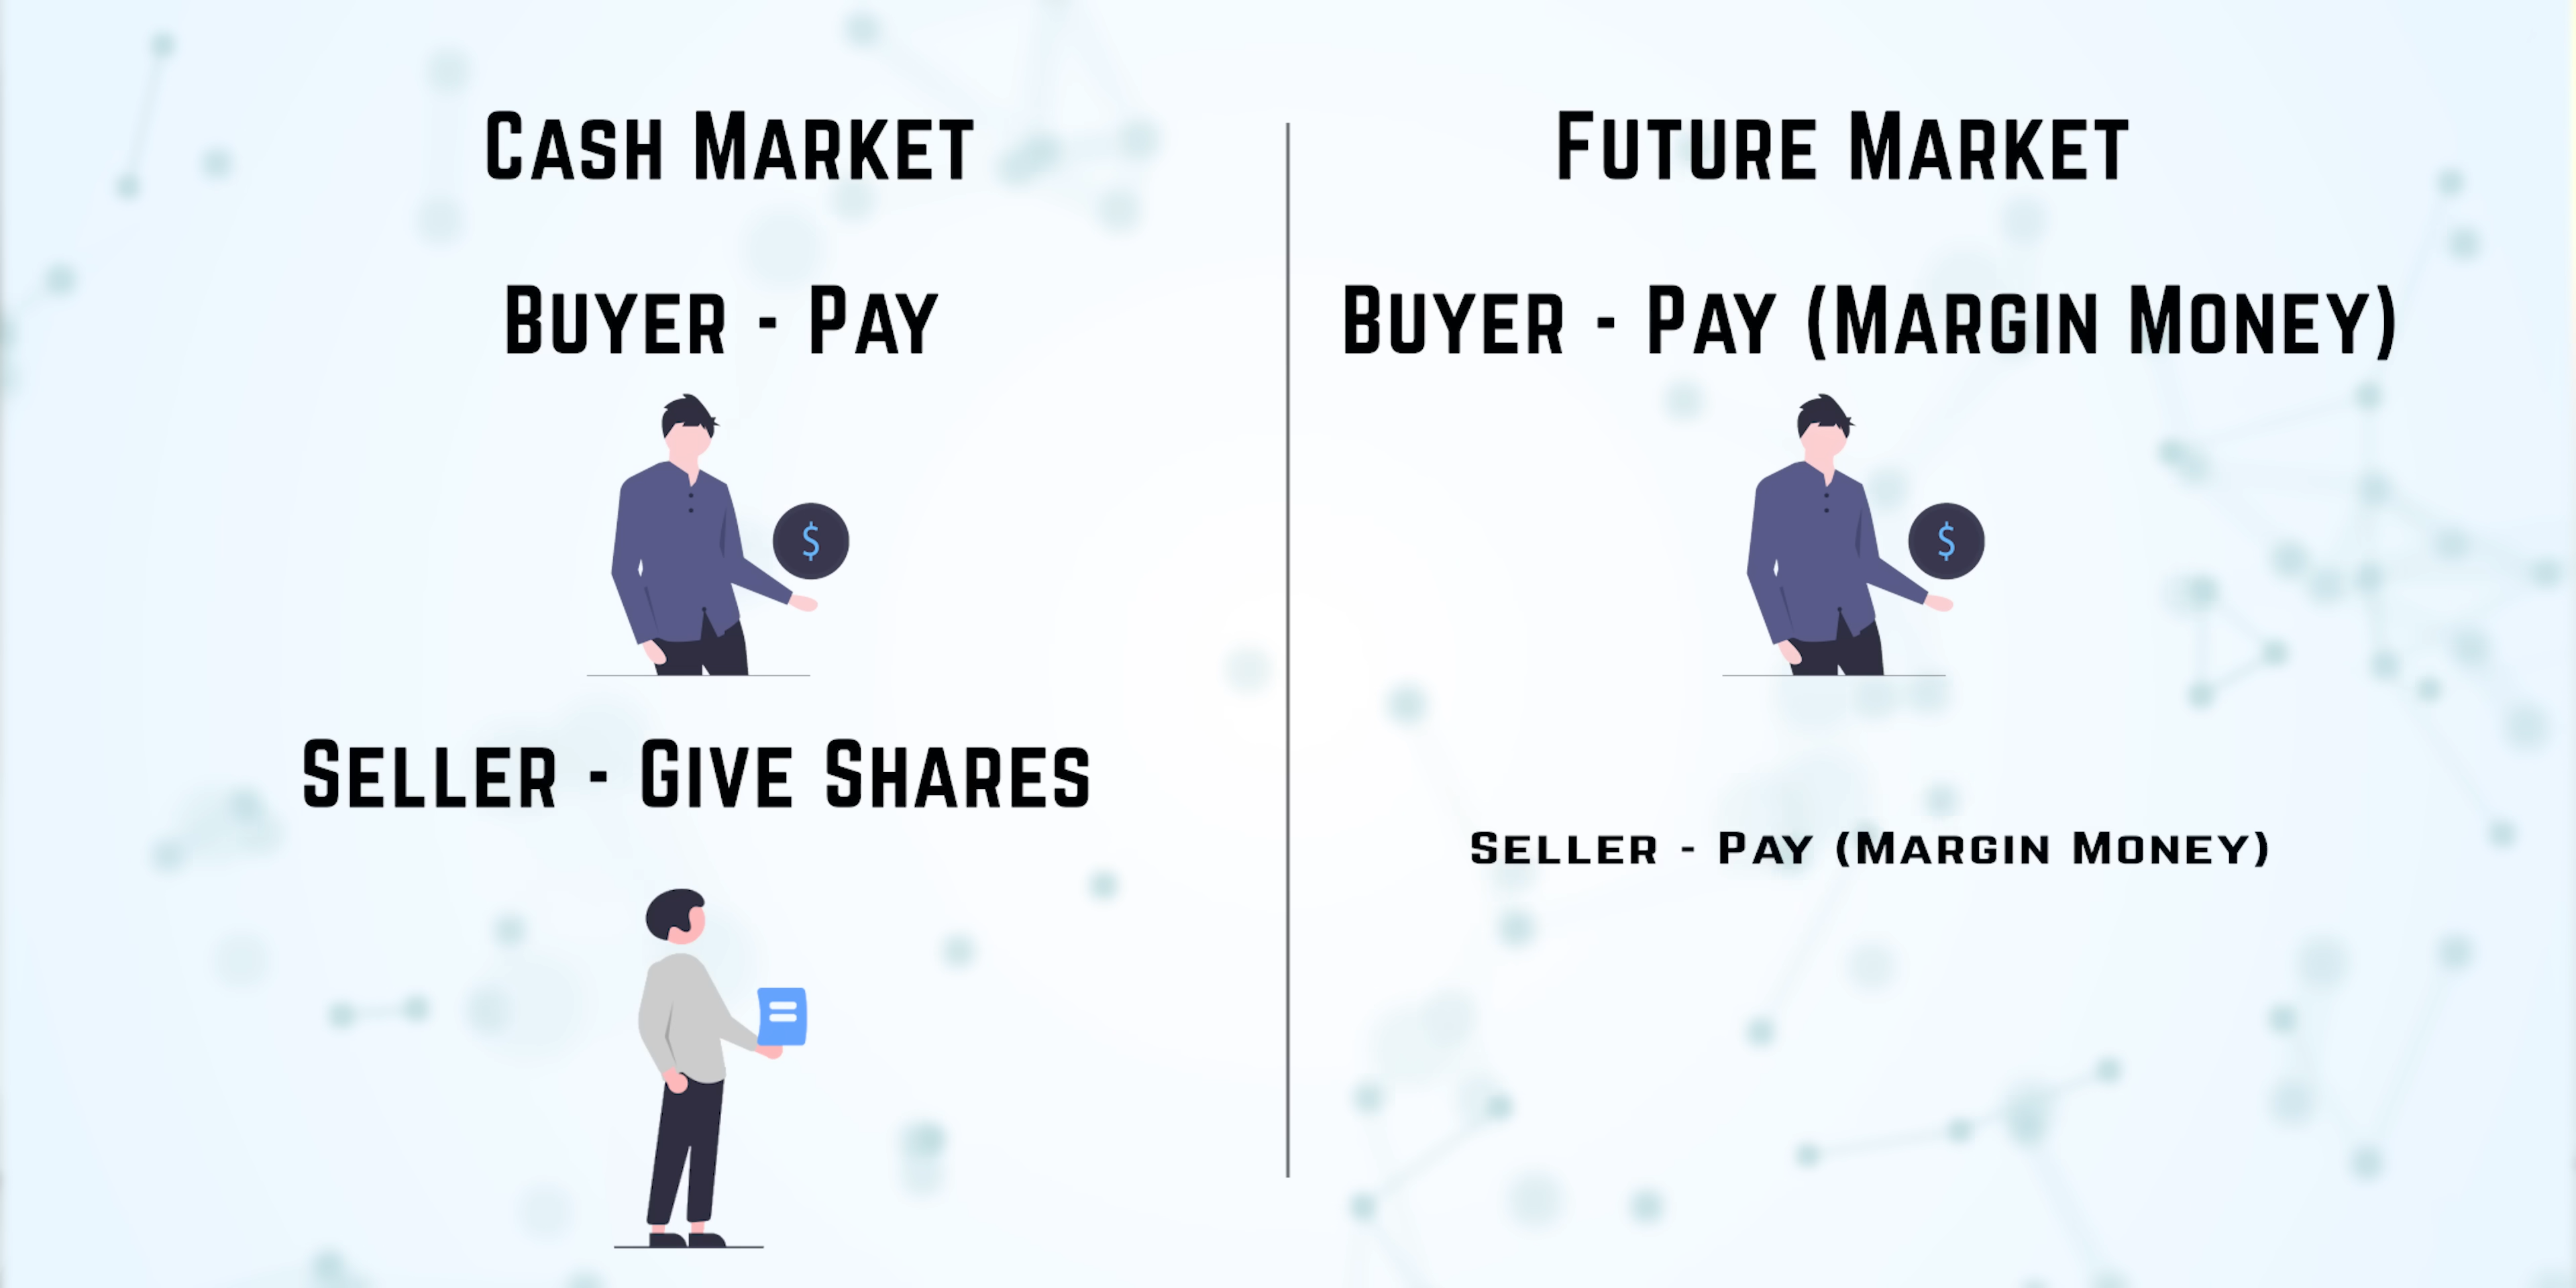 Cash Market
Buyer - Pay
$
Seller - Give Shares
Future Market
Buyer - Pay (Margin Money)
$
Seller - Pay (Margin Money)